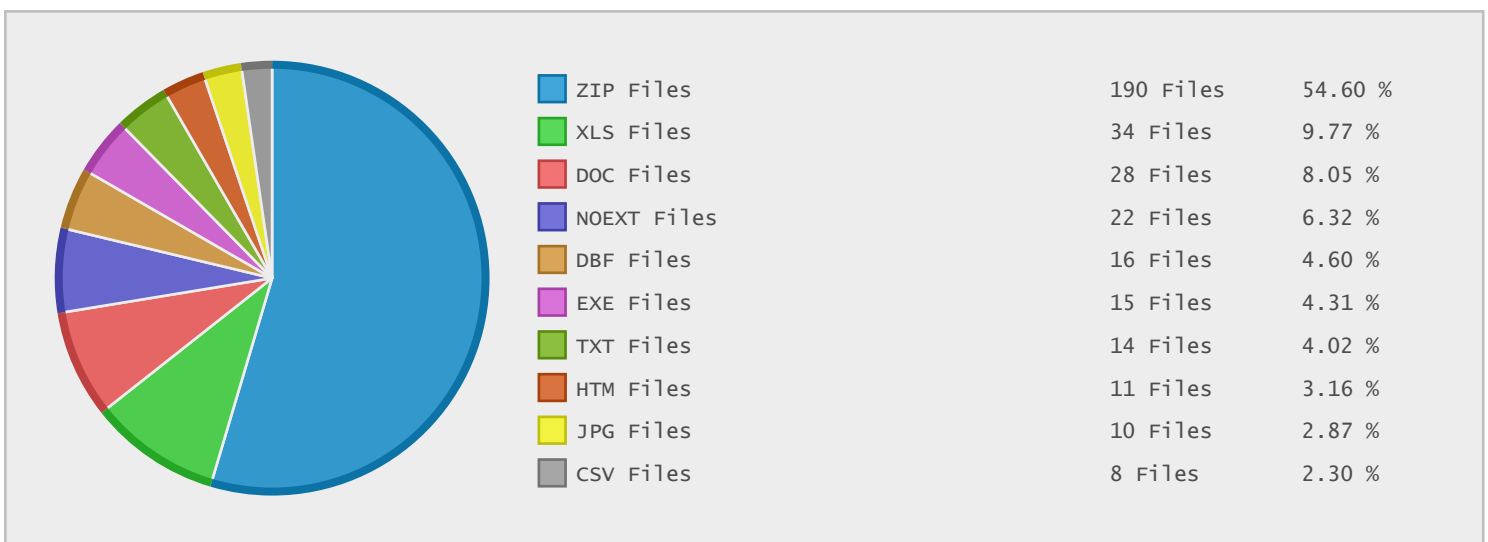 ZIP Files 190 Files 54.60 %
XLS Files 34 Files 9.77 %
DOC Files 28 Files 8.05 %
NOEXT Files 22 Files 6.32 %
DBF Files 16 Files 4.60 %
EXE Files 15 Files 4.31 %
TXT Files 14 Files 4.02 %
HTM Files 11 Files 3.16 %
JPG Files 10 Files 2.87 %
CSV Files 8 Files 2.30 %